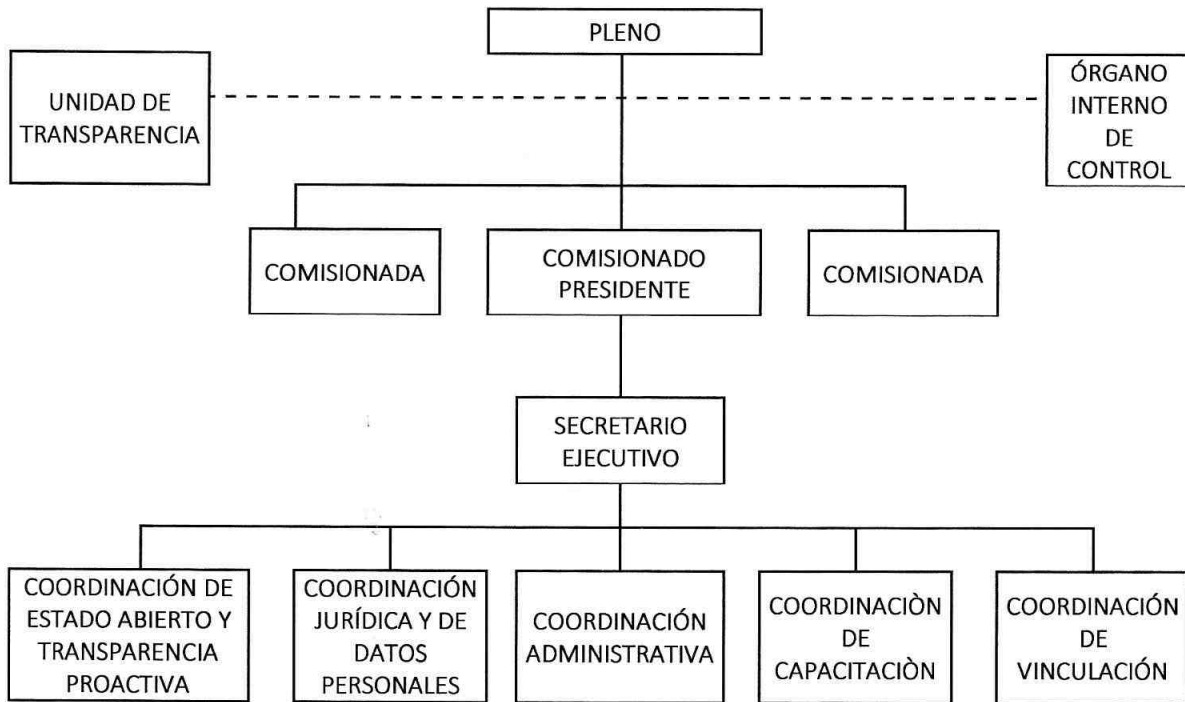 PLENO
UNIDAD DE
TRANSPARENCIA
ÓRGANO
INTERNO
DE
CONTROL
COMISIONADA
COMISIONADO
PRESIDENTE
COMISIONADA
SECRETARIO
EJECUTIVO
COORDINACIÓN DE
ESTADO ABIERTO Y
TRANSPARENCIA
PROACTIVA
COORDINACIÓN
JURÍDICA Y DE
DATOS
PERSONALES
COORDINACIÓN
ADMINISTRATIVA
COORDINACIÒN
DE
CAPACITACIÒN
COORDINACIÓN
DE
VINCULACIÓN